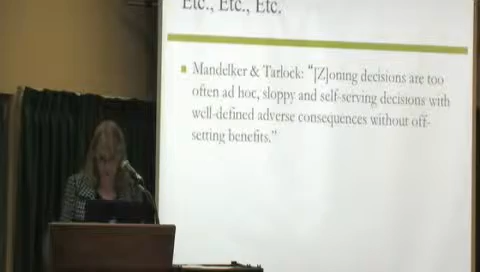 Etc., Etc., Etc.
Mandelker & Tarlock: “[Z]oning decisions are too
often ad hoc, sloppy and self-serving decisions with
well-defined adverse consequences without off-
setting benefits.”